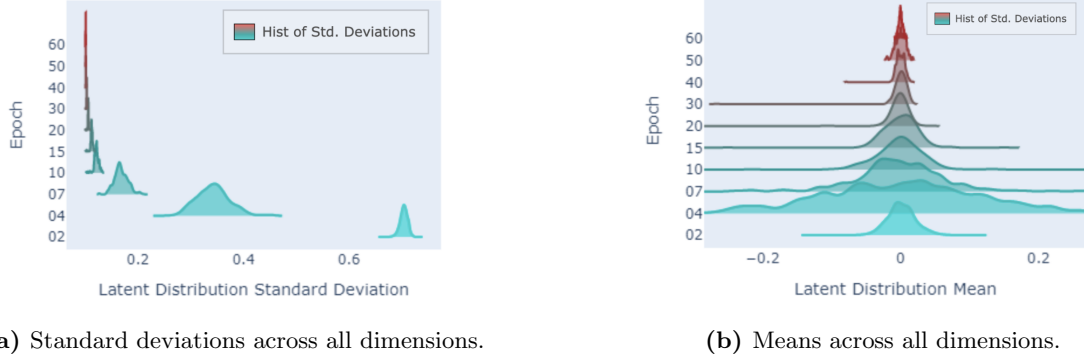 Hist of Std. Deviations
Epoch
60
50
40
30
20
15
10
07
04
02
0.2 0.4 0.6
Latent Distribution Standard Deviation
a) Standard deviations across all dimensions.
Hist of Std. Deviations
Epoch
60
50
40
30
20
15
10
07
04
02
−0.2 0 0.2
Latent Distribution Mean
(b) Means across all dimensions.